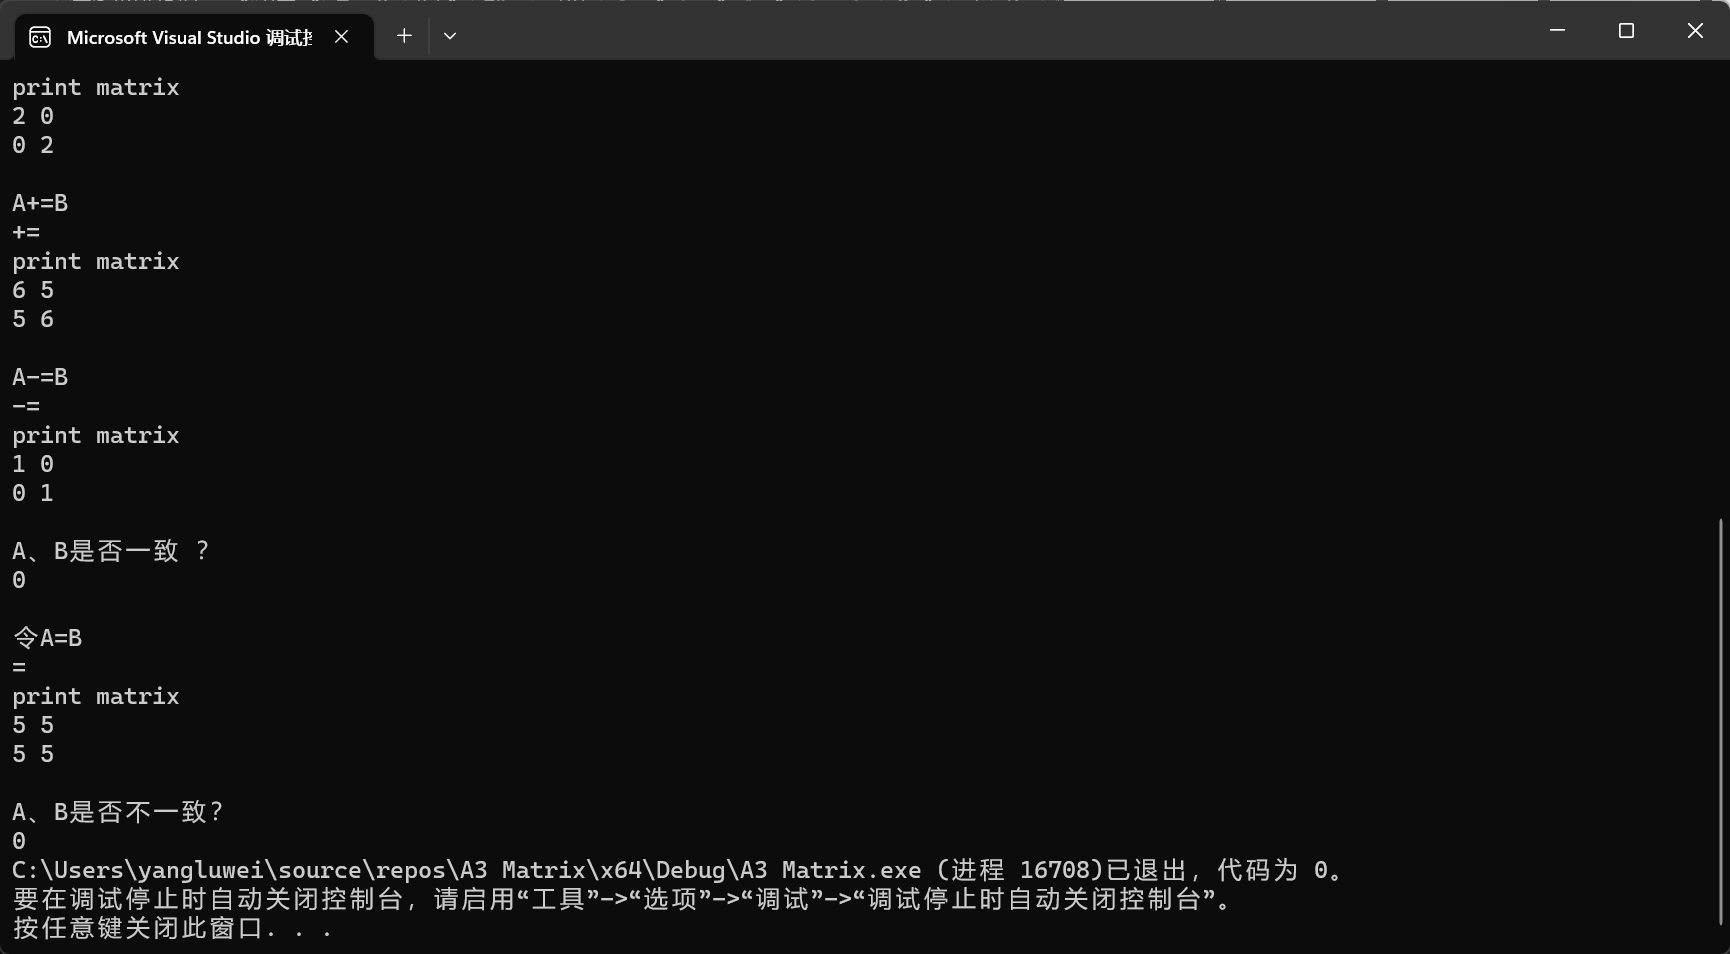 Microsoft Visual Studio 调试
print matrix
2 0
0 2
A+=B
+=
print matrix
6 5
5 6
A-=B
-=
print matrix
1 0
0 1
A、B是否一致 ?
0
令A=B
=
print matrix
5 5
5 5
A、B是否不一致?
0
C:\Users\yangluwei\source\repos\A3 Matrix\x64\Debug\A3 Matrix.exe (进程 16708)已退出，代码为 0。
要在调试停止时自动关闭控制台，请启用“工具”->“选项”->“调试”->“调试停止时自动关闭控制台”。
按任意键关闭此窗口. . .